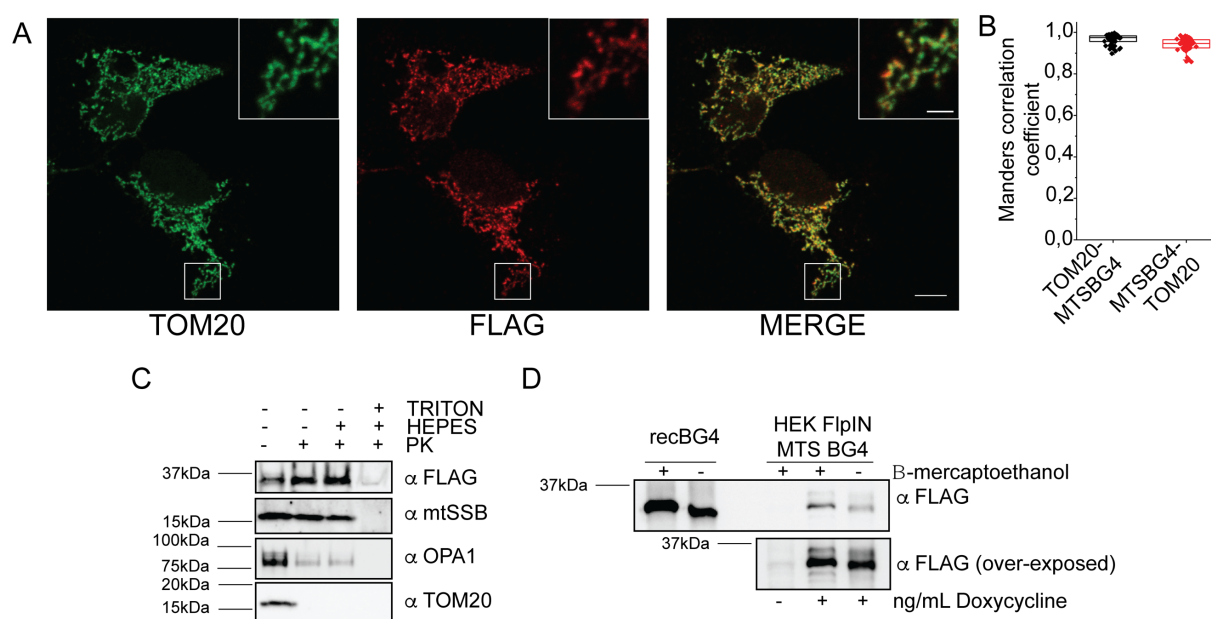 A
TOM20 FLAG MERGE
B
Manders correlation
coefficient
1,0
0,8
0,6
0,4
0,2
0,0
TOM20-
MTSBG4
MTSBG4-
TOM20
C
- - - + TRITON
- - + + HEPES
- + + + PK
37kDa α FLAG
15kDa α mtSSB
100kDa
75kDa α OPA1
20kDa
15kDa α TOM20
D
recBG4
HEK FlpIN
MTS BG4
+ - + + - Β-mercaptoethanol
37kDa α FLAG
37kDa α FLAG (over-exposed)
- + + ng/mL Doxycycline